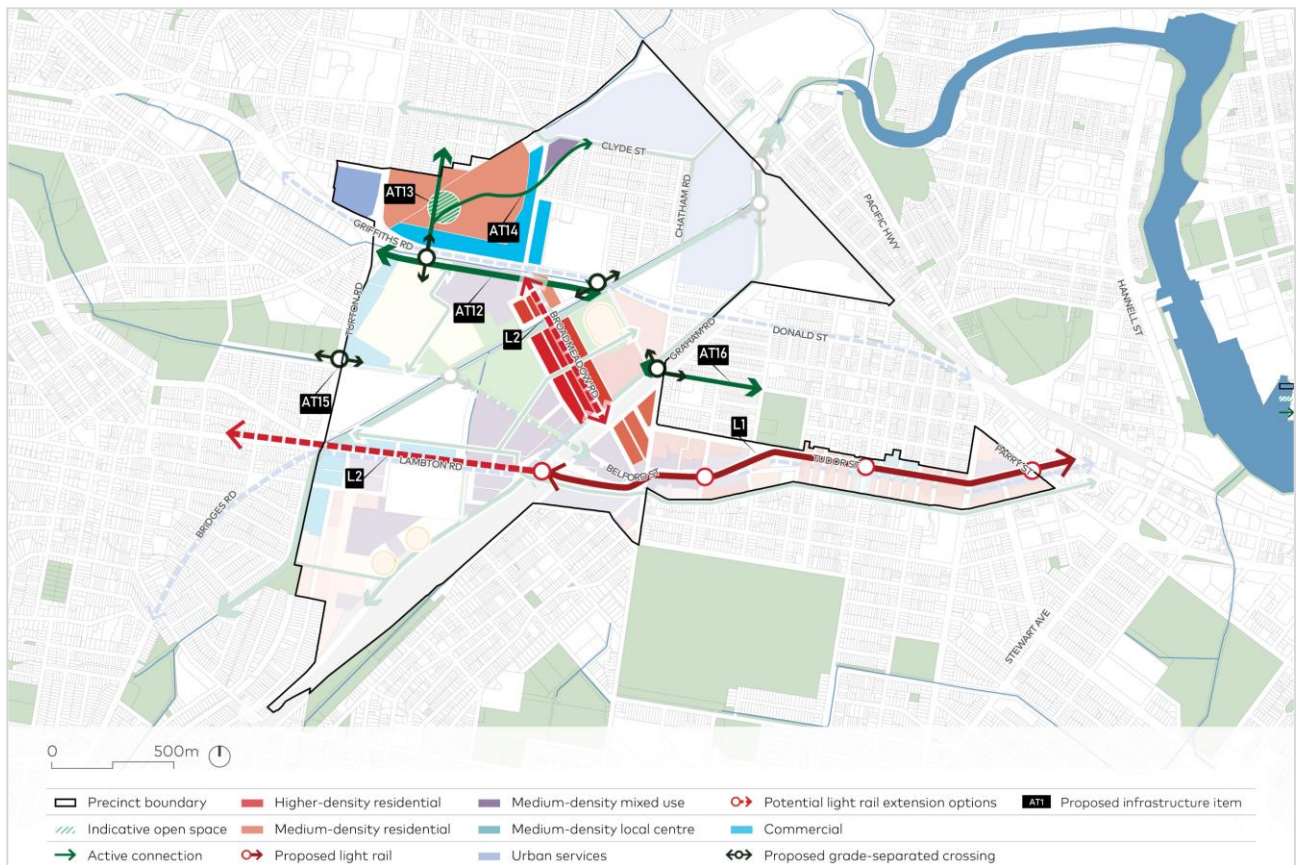 CLYDE ST
CHATHAM RD
PACIFIC HWY
HANNELL ST
AT13
AT14
GRIFFITHS RD
TURTON RD
AT12
L2
BROADMEADOW RD
GRAHAM RD
DONALD ST
AT16
AT15
L1
L2
LAMBTON RD
BELFORD ST
TUDOR ST
PARRY ST
BRIDGES RD
STEWART AVE
0 500m
Precinct boundary
Higher-density residential
Medium-density mixed use
Potential light rail extension options
AT1 Proposed infrastructure item
Indicative open space
Medium-density residential
Medium-density local centre
Commercial
Active connection
Proposed light rail
Urban services
Proposed grade-separated crossing